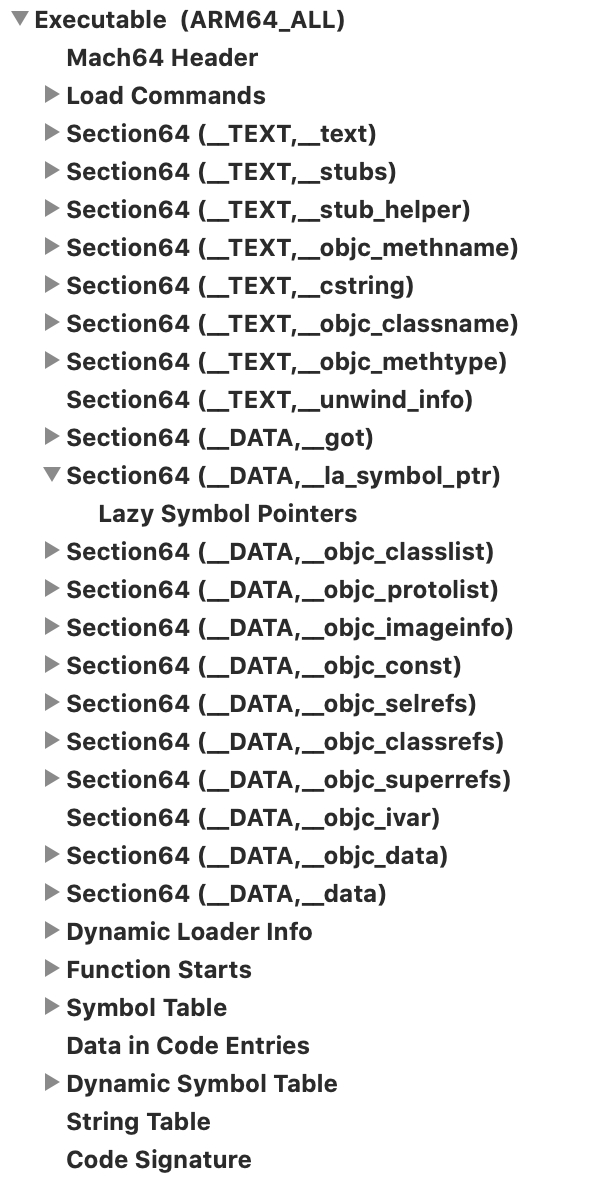 Executable (ARM64_ALL)
Mach64 Header
Load Commands
Section64 (__TEXT,__text)
Section64 (__TEXT,__stubs)
Section64 (__TEXT,__stub_helper)
Section64 (__TEXT,__objc_methname)
Section64 (__TEXT,__cstring)
Section64 (__TEXT,__objc_classname)
Section64 (__TEXT,__objc_methtype)
Section64 (__TEXT,__unwind_info)
Section64 (__DATA,__got)
Section64 (__DATA,__la_symbol_ptr)
Lazy Symbol Pointers
Section64 (__DATA,__objc_classlist)
Section64 (__DATA,__objc_protolist)
Section64 (__DATA,__objc_imageinfo)
Section64 (__DATA,__objc_const)
Section64 (__DATA,__objc_selrefs)
Section64 (__DATA,__objc_classrefs)
Section64 (__DATA,__objc_superrefs)
Section64 (__DATA,__objc_ivar)
Section64 (__DATA,__objc_data)
Section64 (__DATA,__data)
Dynamic Loader Info
Function Starts
Symbol Table
Data in Code Entries
Dynamic Symbol Table
String Table
Code Signature